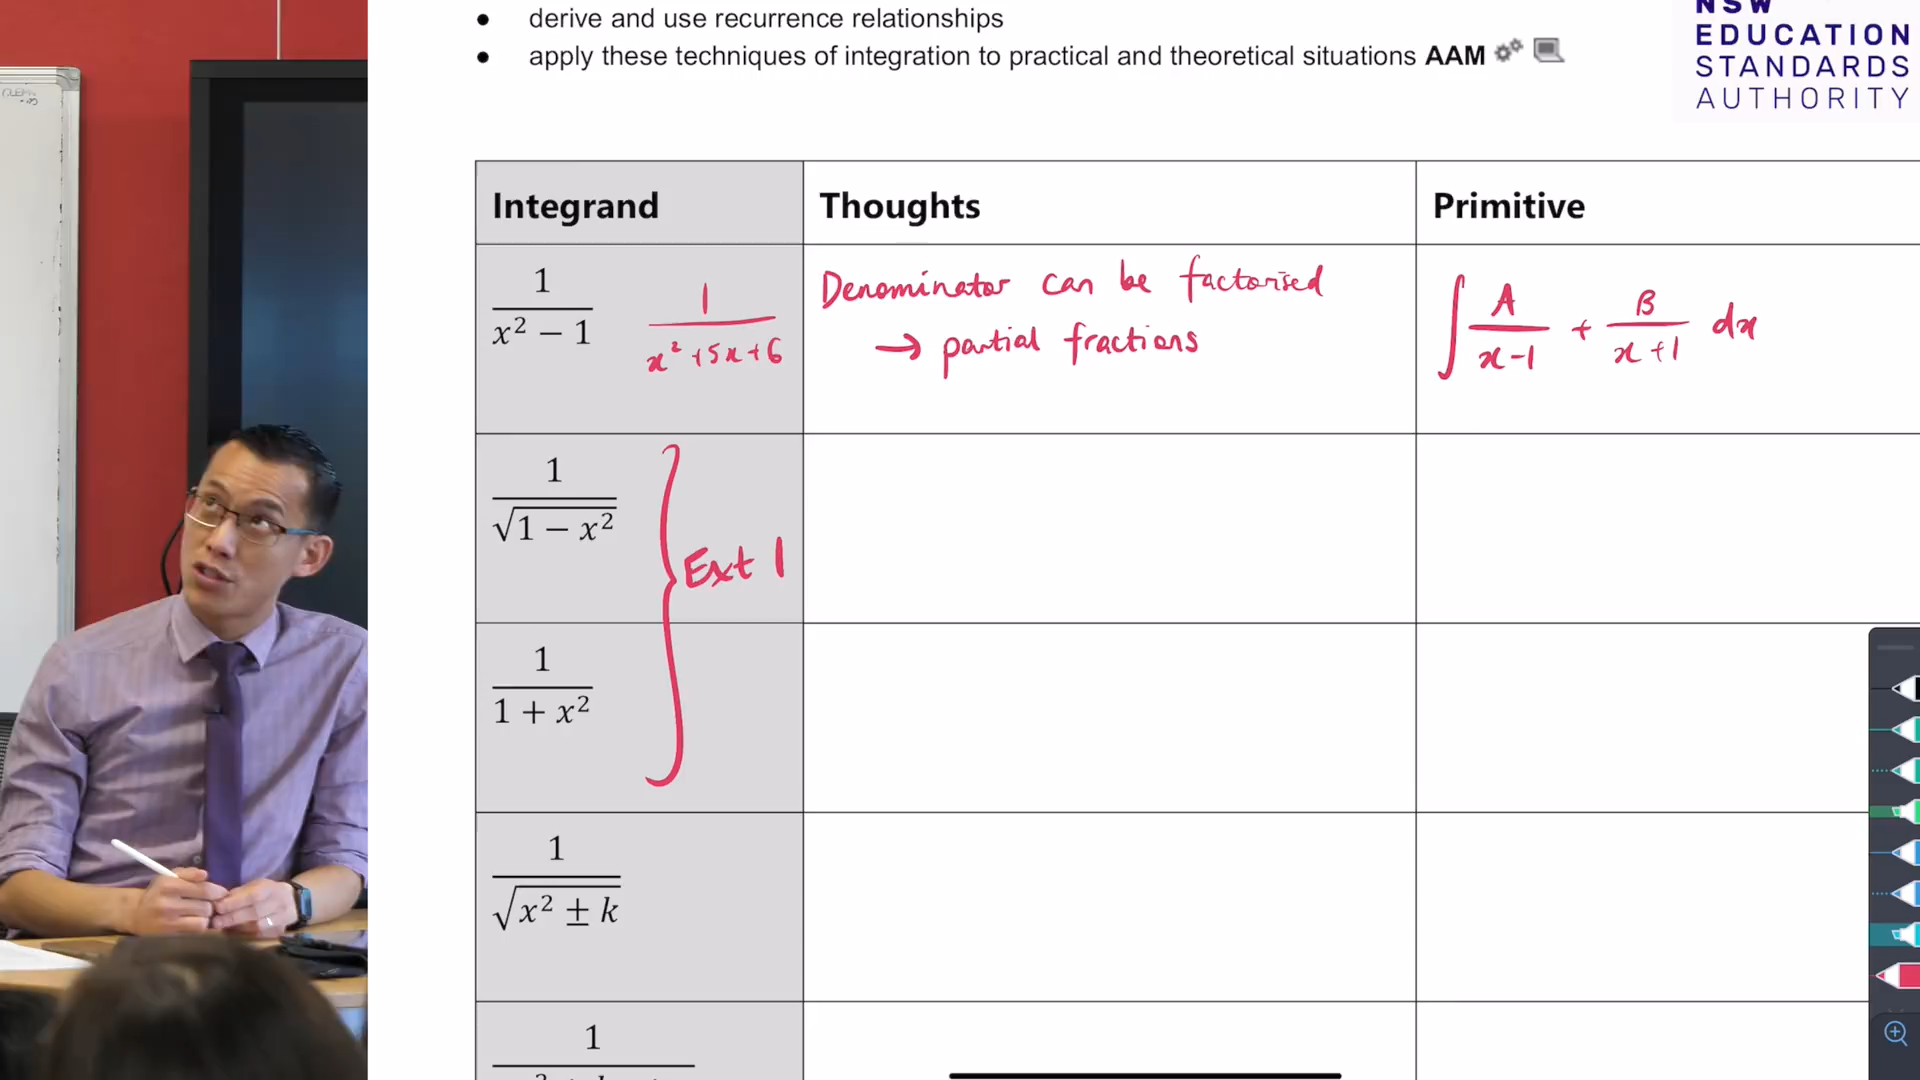 ● derive and use recurrence relationships
● apply these techniques of integration to practical and theoretical situations AAM
NSW
EDUCATION
STANDARDS
AUTHORITY
Integrand
Thoughts
Primitive
1/(x² − 1)
1/(x² + 5x + 6)
Denominator can be factorised
→ partial fractions
∫ A/(x−1) + B/(x+1) dx
1/√(1 − x²)
Ext 1
1/(1 + x²)
1/√(x² ± k)
1